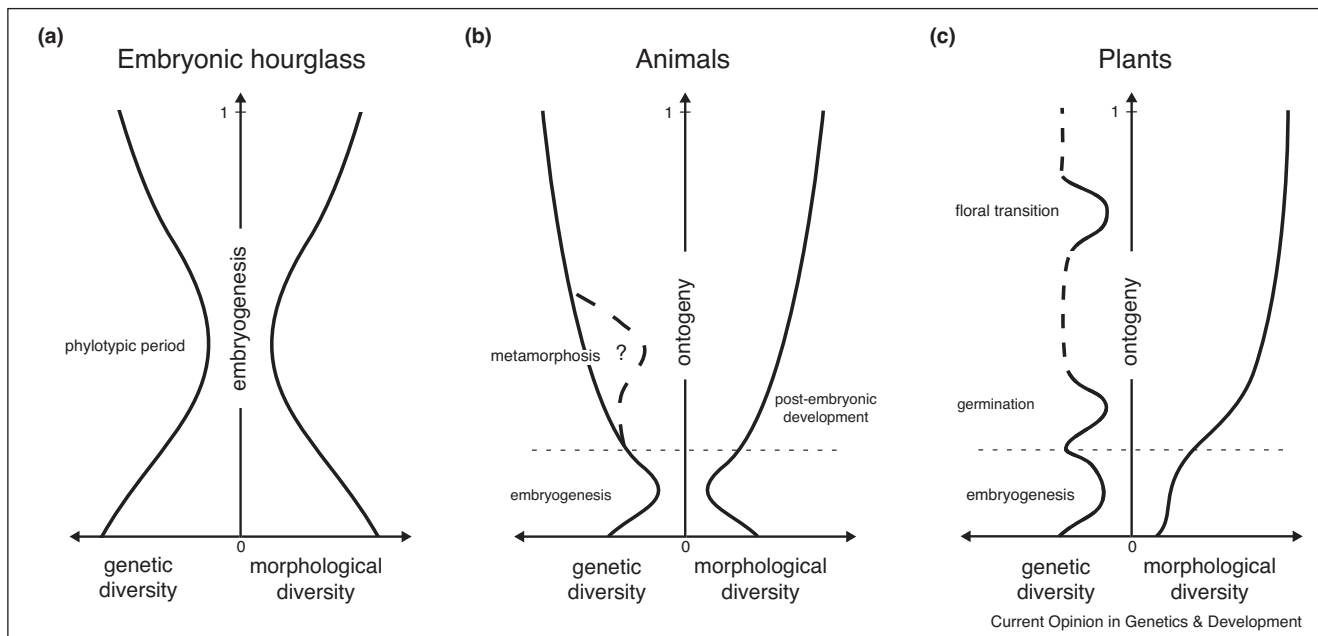 (a)
Embryonic hourglass
1
embryogenesis
phylotypic period
0
genetic
diversity
morphological
diversity
(b)
Animals
1
ontogeny
metamorphosis
?
post-embryonic
development
embryogenesis
0
genetic
diversity
morphological
diversity
(c)
Plants
1
floral transition
ontogeny
germination
embryogenesis
0
genetic
diversity
morphological
diversity
Current Opinion in Genetics & Development